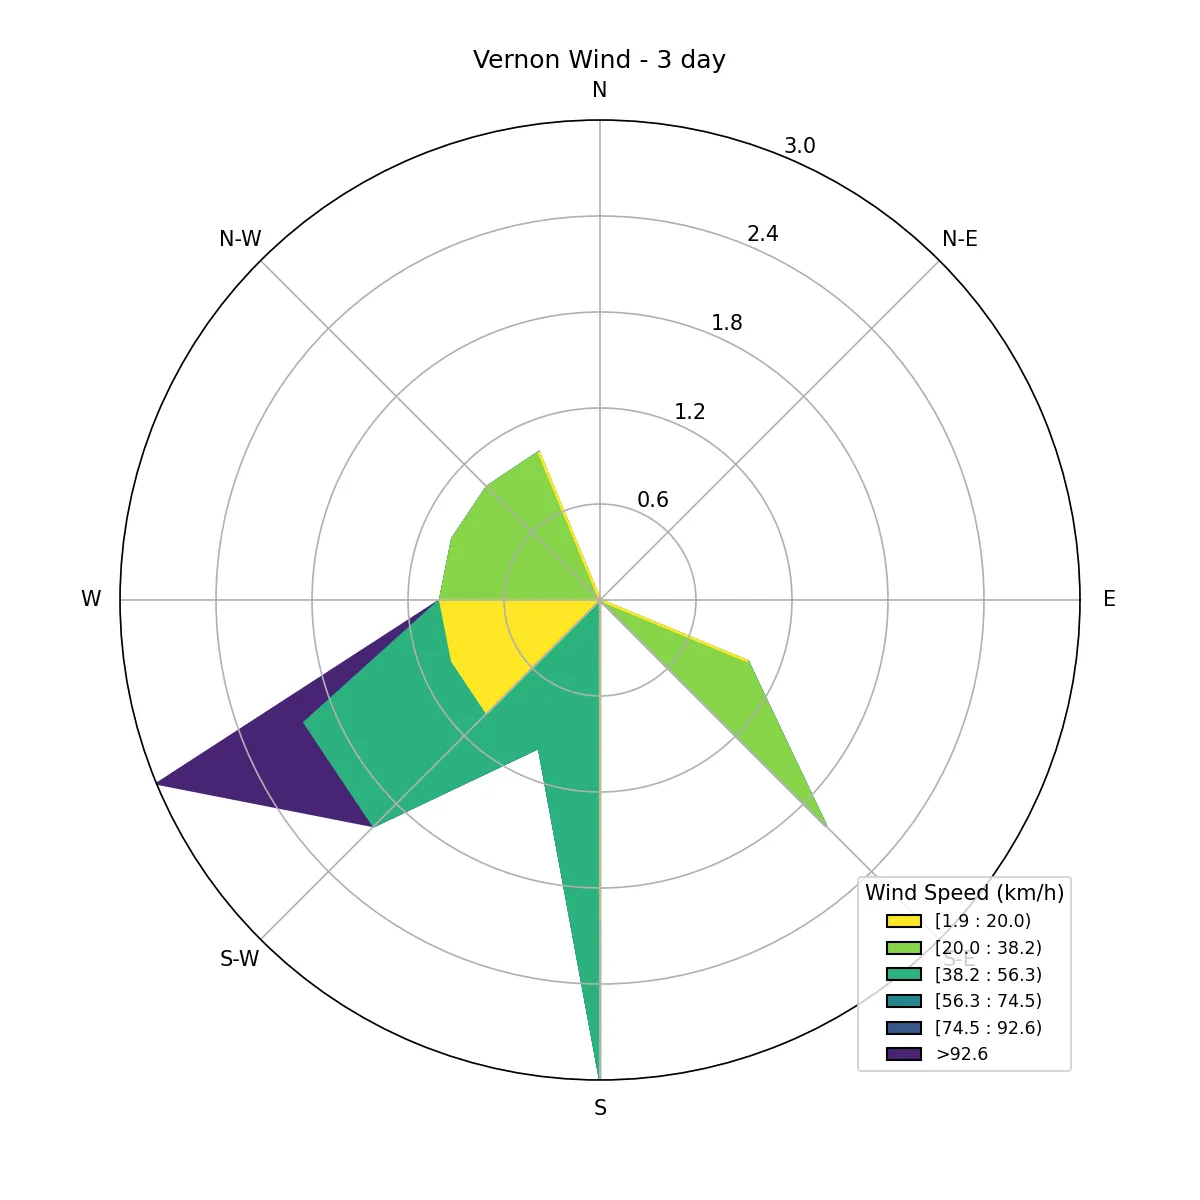 Vernon Wind - 3 day
N
3.0
N-W
2.4
N-E
1.8
1.2
0.6
W
E
Wind Speed (km/h)
[1.9 : 20.0)
[20.0 : 38.2)
S-W
S-E
[38.2 : 56.3)
[56.3 : 74.5)
[74.5 : 92.6)
>92.6
S